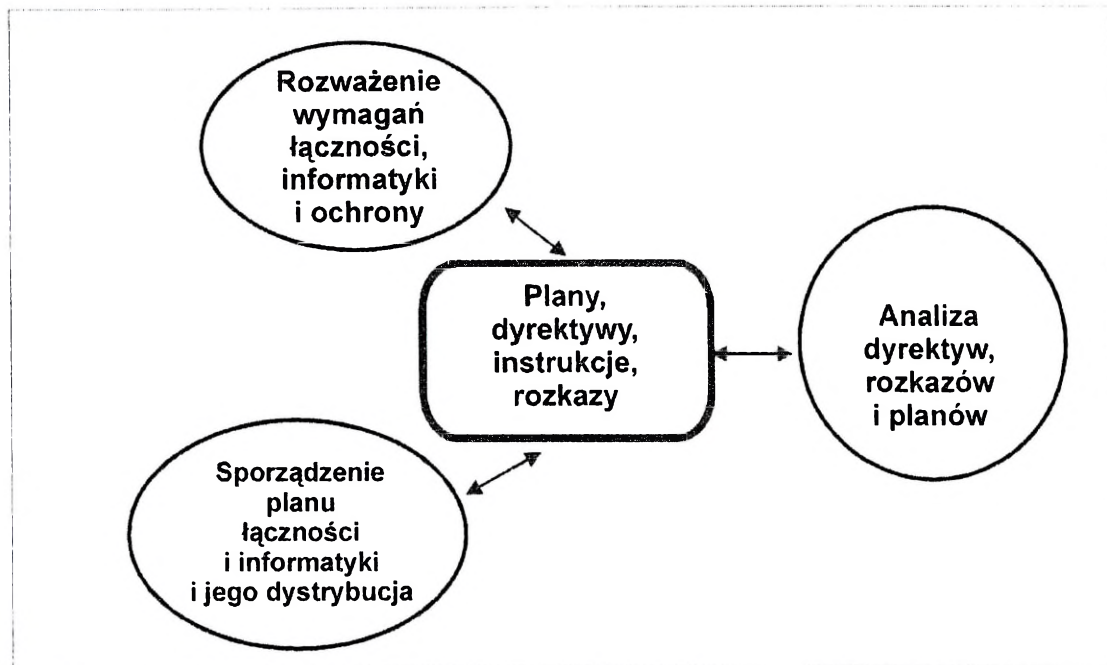 Rozważenie
wymagań
łączności,
informatyki
i ochrony
Plany,
dyrektywy,
instrukcje,
rozkazy
Analiza
dyrektyw,
rozkazów
i planów
Sporządzenie
planu
łączności
i informatyki
i jego dystrybucja